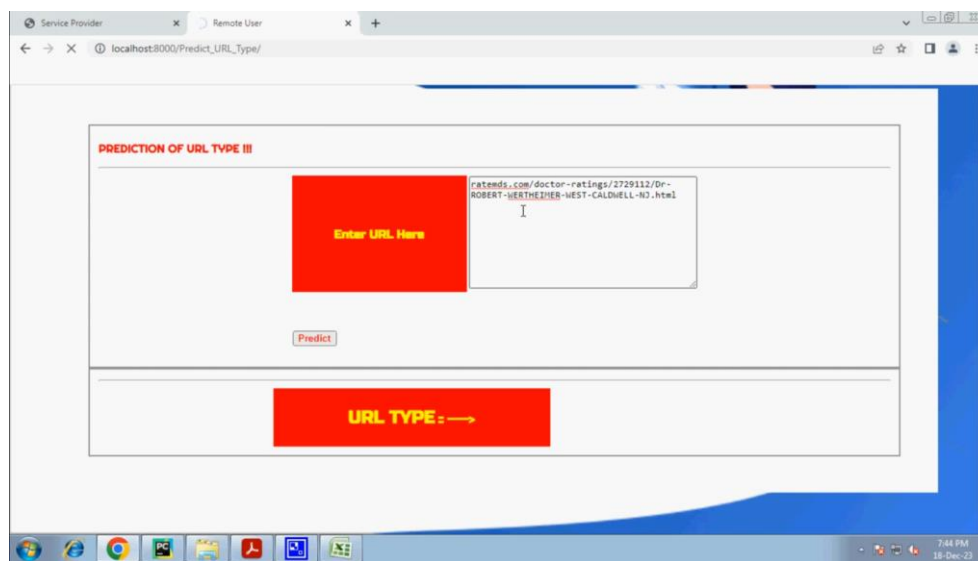 Service Provider
Remote User
localhost:8000/Predict_URL_Type/
PREDICTION OF URL TYPE !!!
Enter URL Here
ratemds.com/doctor-ratings/2729112/Dr-
ROBERT-WERTHEIMER-WEST-CALDWELL-NJ.html
Predict
URL TYPE
PC
7:44 PM
18-Dec-23